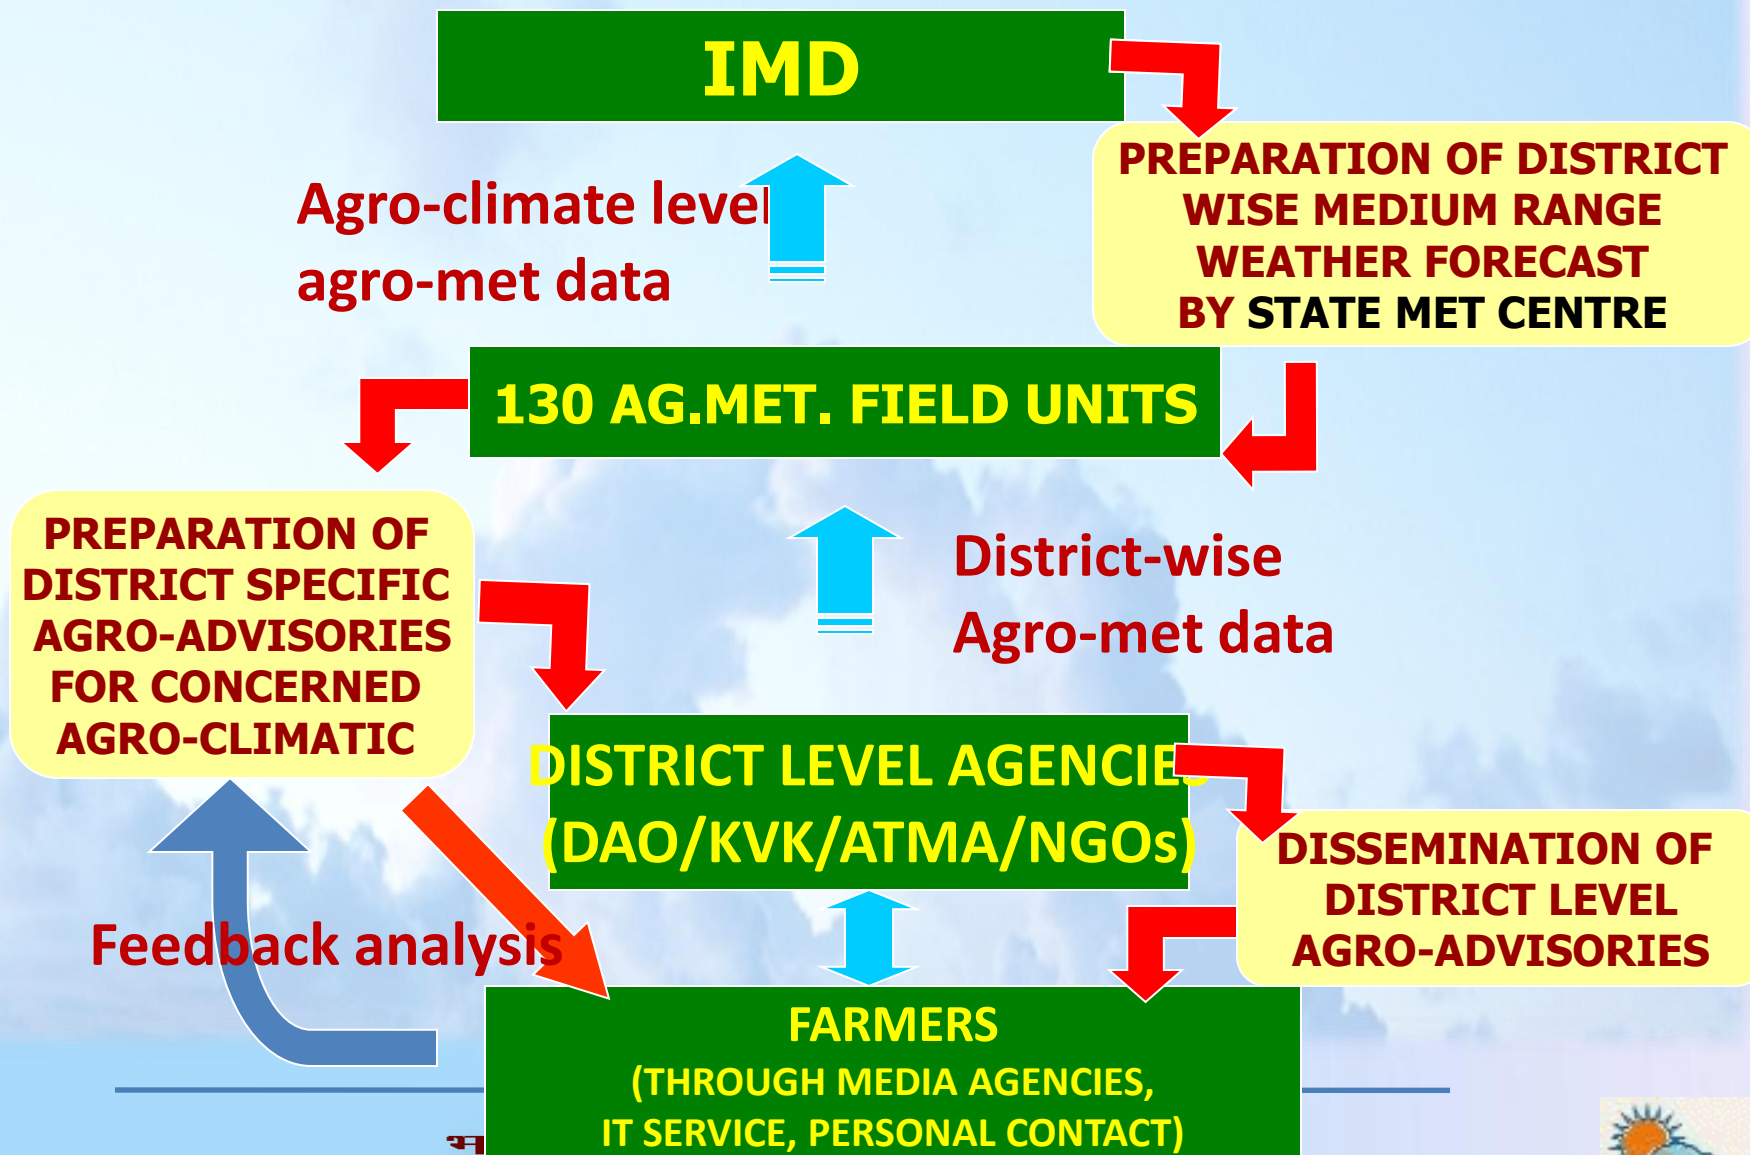 IMD
PREPARATION OF DISTRICT
WISE MEDIUM RANGE
WEATHER FORECAST
BY STATE MET CENTRE
Agro-climate level
agro-met data
130 AG.MET. FIELD UNITS
PREPARATION OF
DISTRICT SPECIFIC
AGRO-ADVISORIES
FOR CONCERNED
AGRO-CLIMATIC
District-wise
Agro-met data
DISTRICT LEVEL AGENCIES
(DAO/KVK/ATMA/NGOs)
DISSEMINATION OF
DISTRICT LEVEL
AGRO-ADVISORIES
Feedback analysis
FARMERS
(THROUGH MEDIA AGENCIES,
IT SERVICE, PERSONAL CONTACT)